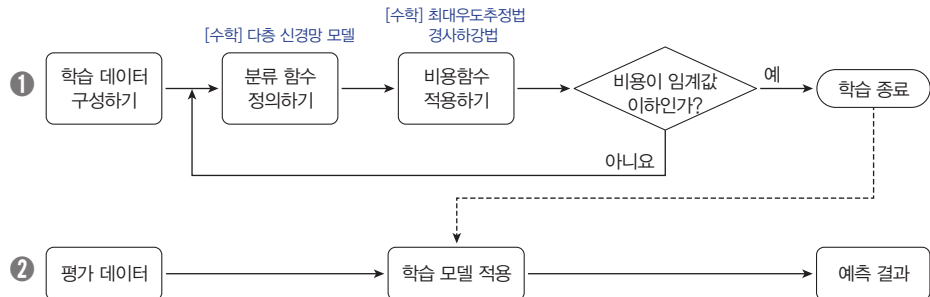 [수학] 최대우도추정법
경사하강법
[수학] 다층 신경망 모델
❶
학습 데이터
구성하기
분류 함수
정의하기
비용함수
적용하기
비용이 임계값
이하인가?
예
학습 종료
아니요
❷
평가 데이터
학습 모델 적용
예측 결과